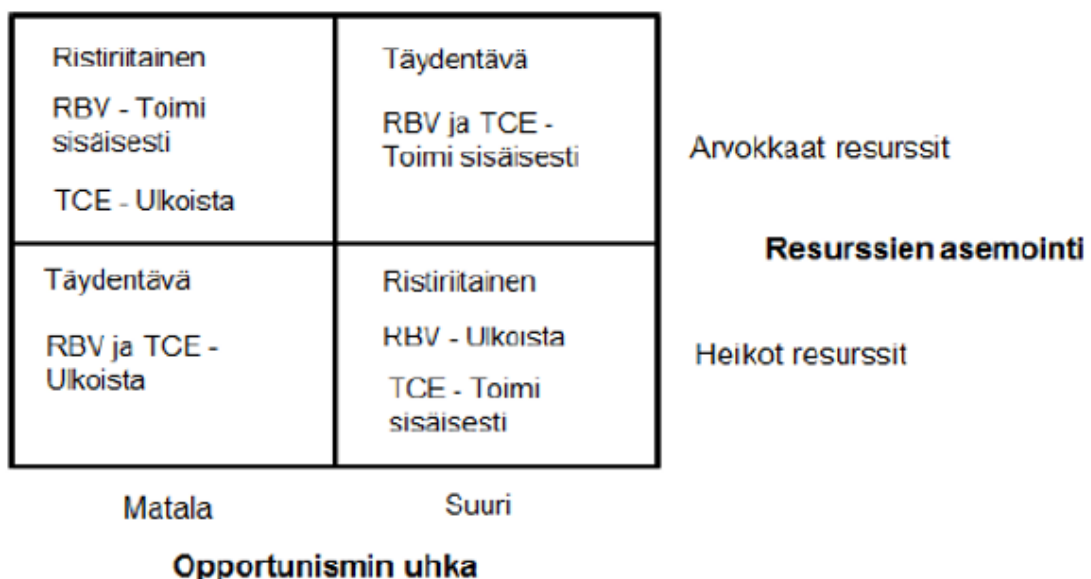 Ristiriitainen
RBV - Toimi
sisäisesti
TCE - Ulkoista
Täydentävä
RBV ja TCE -
Toimi sisäisesti
Arvokkaat resurssit
Resurssien asemointi
Täydentävä
RBV ja TCE -
Ulkoista
Ristiriitainen
RBV - Ulkoista
TCE - Toimi
sisäisesti
Heikot resurssit
Matala
Suuri
Opportunismin uhka